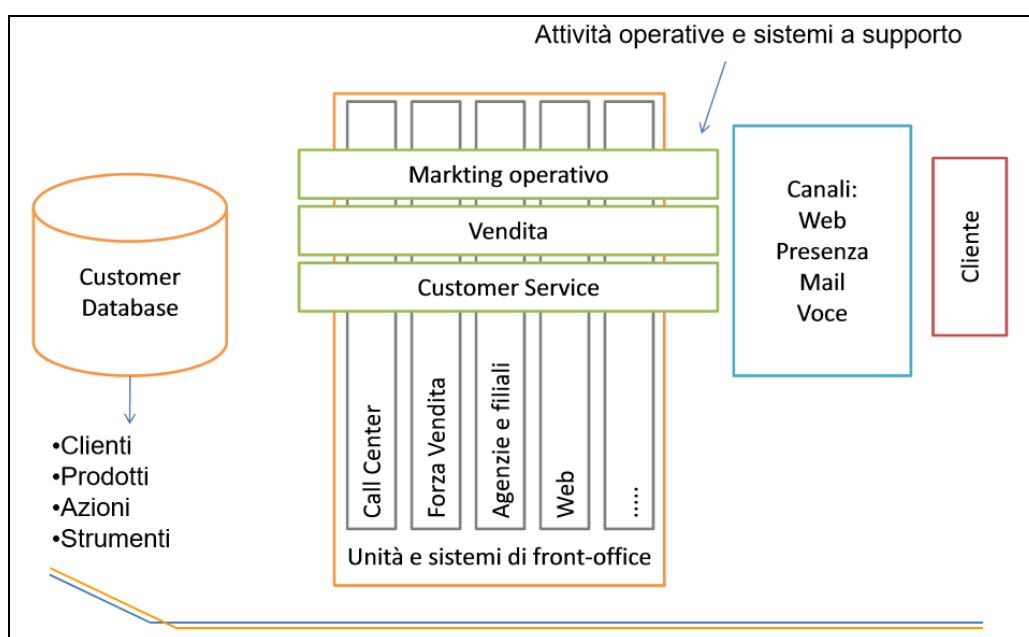 Attività operative e sistemi a supporto
Markting operativo
Vendita
Customer Service
Customer
Database
•Clienti
•Prodotti
•Azioni
•Strumenti
Call Center
Forza Vendita
Agenzie e filiali
Web
.....
Unità e sistemi di front-office
Canali:
Web
Presenza
Mail
Voce
Cliente